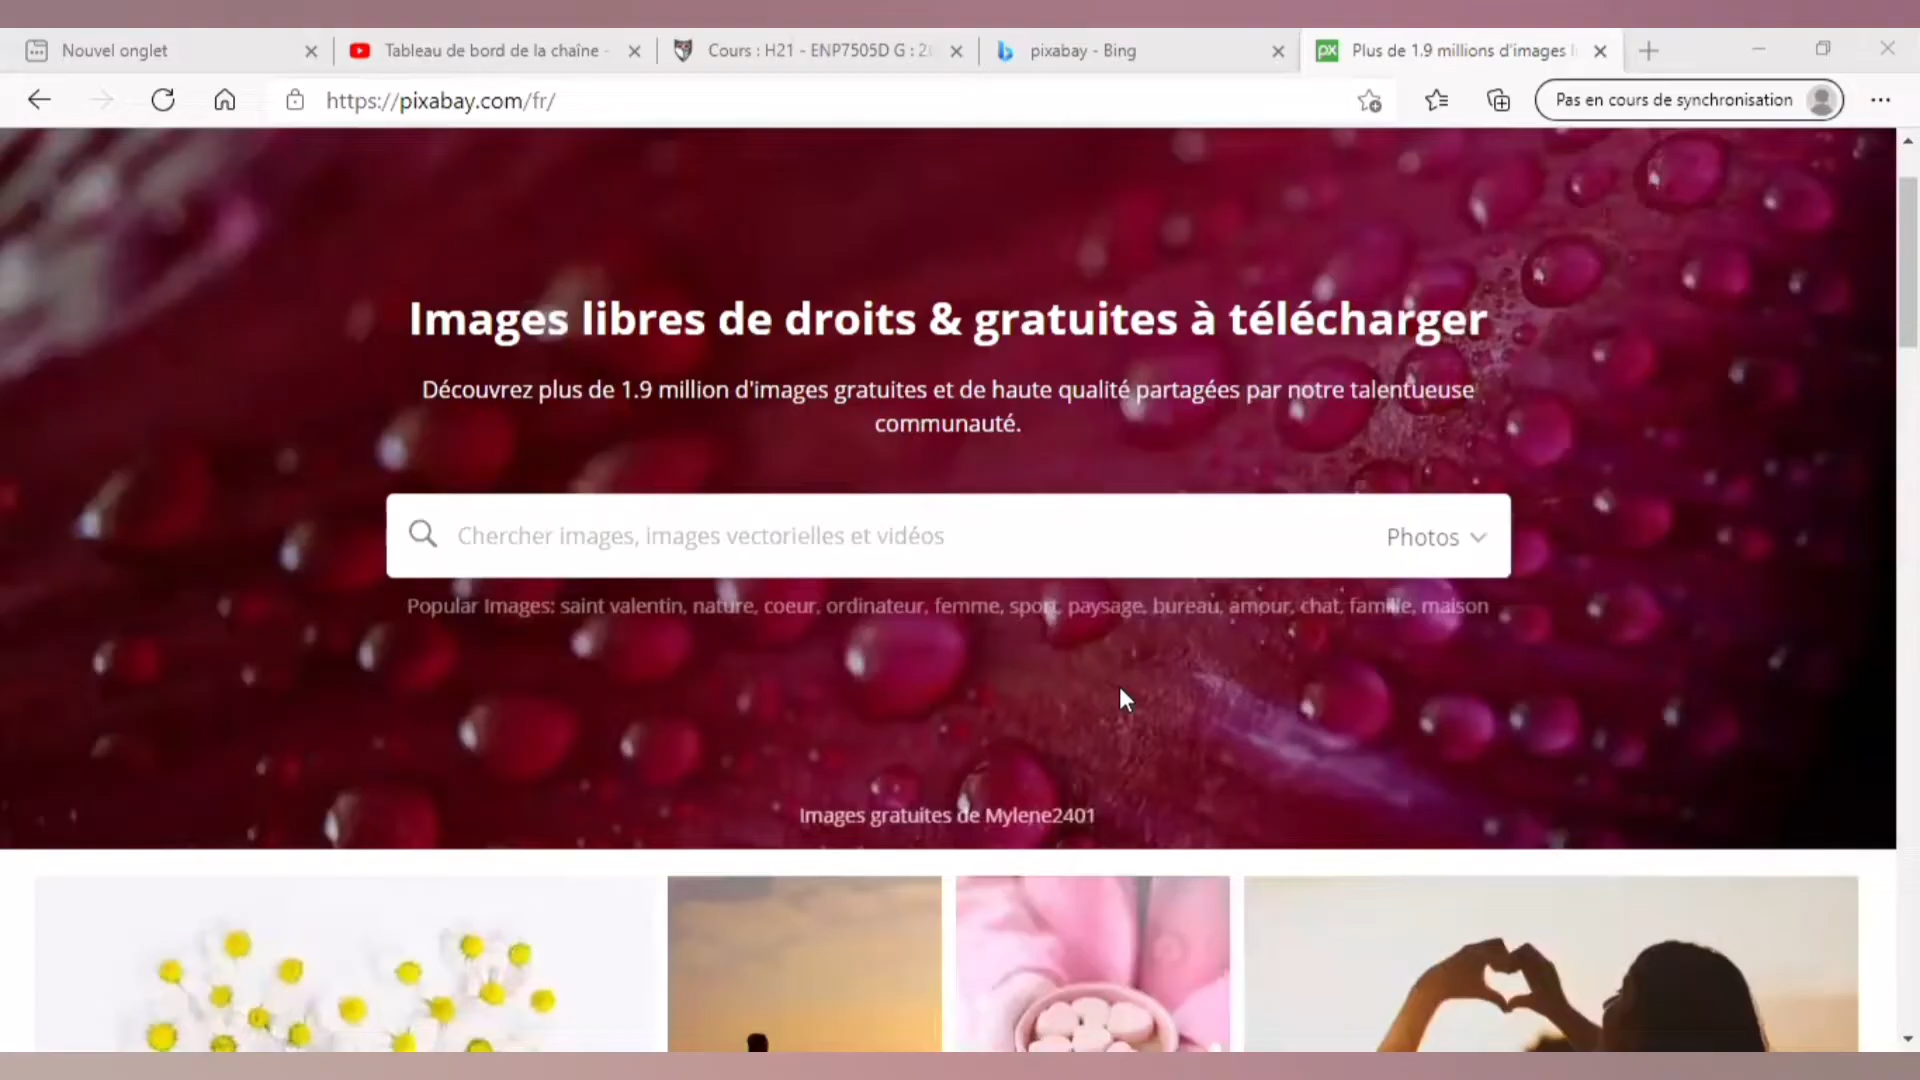 Nouvel onglet
Tableau de bord de la chaîne -
Cours : H21 - ENP7505D G : 2
pixabay - Bing
Plus de 1.9 millions d'images l
https://pixabay.com/fr/
Pas en cours de synchronisation
Images libres de droits & gratuites à télécharger
Découvrez plus de 1.9 million d'images gratuites et de haute qualité partagées par notre talentueuse
communauté.
Chercher images, images vectorielles et vidéos
Photos
Popular Images: saint valentin, nature, coeur, ordinateur, femme, sport, paysage, bureau, amour, chat, famille, maison
Images gratuites de Mylene2401